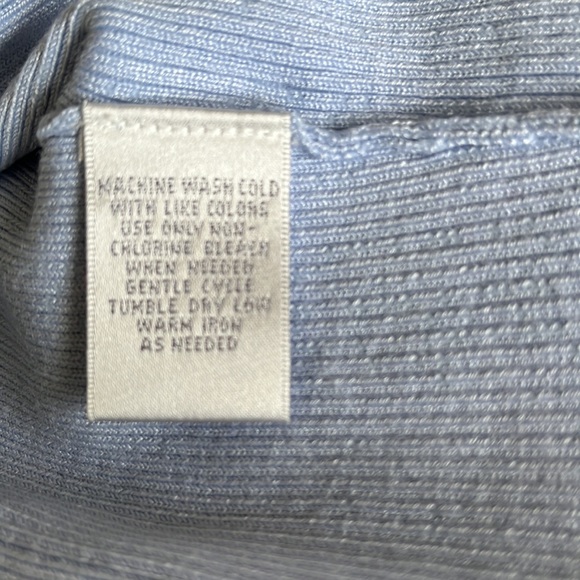 MACHINE WASH COLD
WITH LIKE COLORS
USE ONLY NON-
CHLORINE BLEACH
WHEN NEEDED
GENTLE CYCLE
TUMBLE DRY LOW
WARM IRON
AS NEEDED